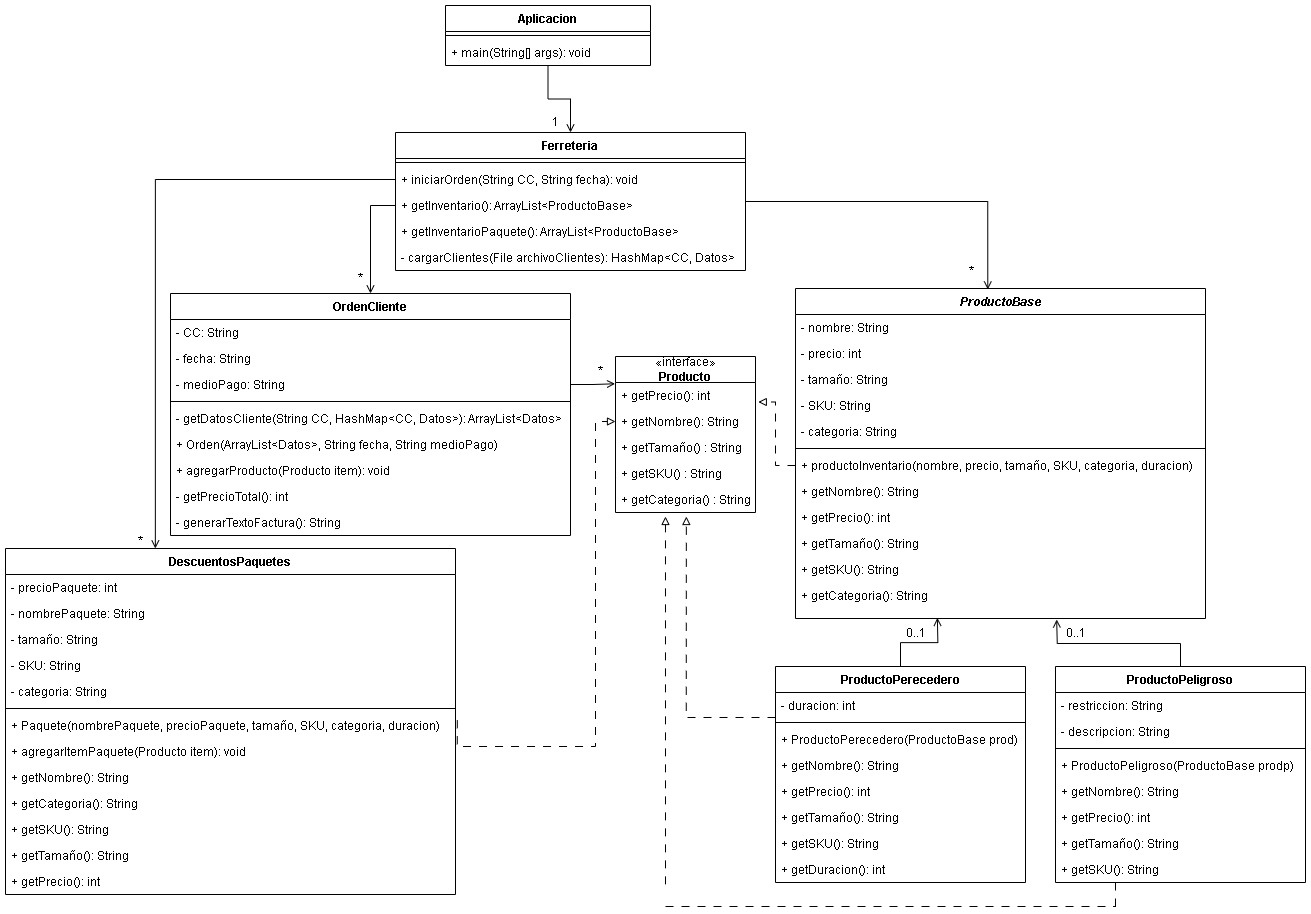 Aplicacion
+ main(String[] args): void
1
Ferreteria
+ iniciarOrden(String CC, String fecha): void
+ getInventario(): ArrayList<ProductoBase>
+ getInventarioPaquete(): ArrayList<ProductoBase>
- cargarClientes(File archivoClientes): HashMap<CC, Datos>
*
*
*
OrdenCliente
- CC: String
- fecha: String
- medioPago: String
- getDatosCliente(String CC, HashMap<CC, Datos>): ArrayList<Datos>
+ Orden(ArrayList<Datos>, String fecha, String medioPago)
+ agregarProducto(Producto item): void
- getPrecioTotal(): int
- generarTextoFactura(): String
*
«interface»
Producto
+ getPrecio(): int
+ getNombre(): String
+ getTamaño() : String
+ getSKU() : String
+ getCategoria() : String
ProductoBase
- nombre: String
- precio: int
- tamaño: String
- SKU: String
- categoria: String
+ productoInventario(nombre, precio, tamaño, SKU, categoria, duracion)
+ getNombre(): String
+ getPrecio(): int
+ getTamaño(): String
+ getSKU(): String
+ getCategoria(): String
0..1
0..1
DescuentosPaquetes
- precioPaquete: int
- nombrePaquete: String
- tamaño: String
- SKU: String
- categoria: String
+ Paquete(nombrePaquete, precioPaquete, tamaño, SKU, categoria, duracion)
+ agregarItemPaquete(Producto item): void
+ getNombre(): String
+ getCategoria(): String
+ getSKU(): String
+ getTamaño(): String
+ getPrecio(): int
ProductoPerecedero
- duracion: int
+ ProductoPerecedero(ProductoBase prod)
+ getNombre(): String
+ getPrecio(): int
+ getTamaño(): String
+ getSKU(): String
+ getDuracion(): int
ProductoPeligroso
- restriccion: String
- descripcion: String
+ ProductoPeligroso(ProductoBase prodp)
+ getNombre(): String
+ getPrecio(): int
+ getTamaño(): String
+ getSKU(): String